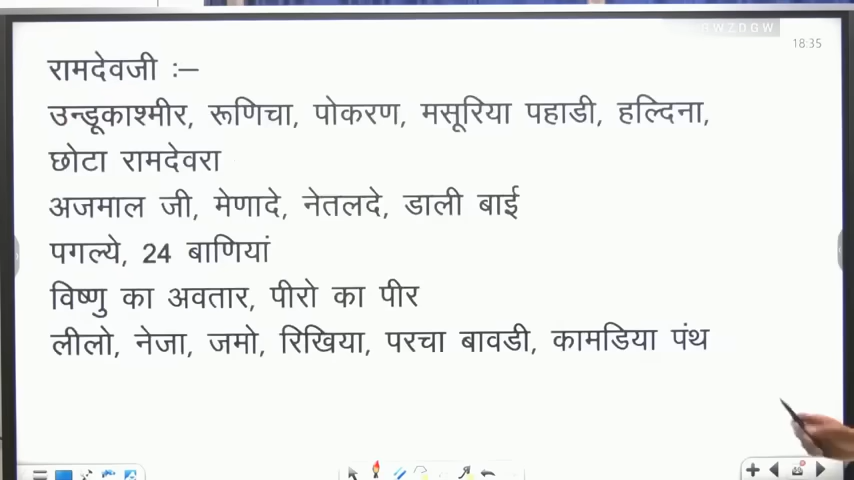 18:35
रामदेवजी :–
उन्डूकाश्मीर, रूणिचा, पोकरण, मसूरिया पहाडी, हल्दिना,
छोटा रामदेवरा
अजमाल जी, मेणादे, नेतलदे, डाली बाई
पगल्ये, 24 बाणियां
विष्णु का अवतार, पीरो का पीर
लीलो, नेजा, जमो, रिखिया, परचा बावडी, कामडिया पंथ